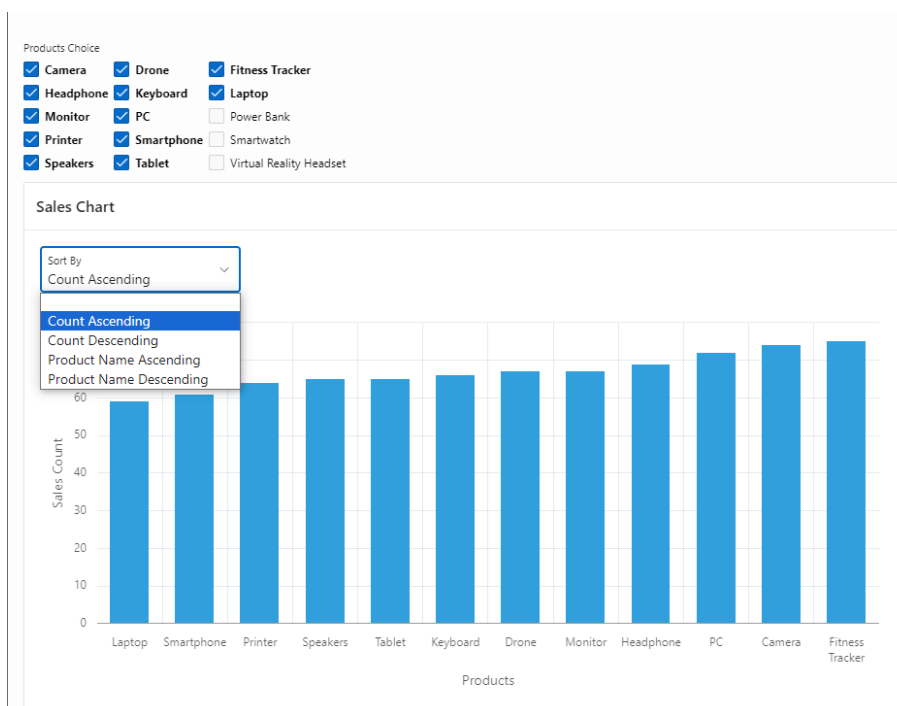 Products Choice
Camera Drone Fitness Tracker
Headphone Keyboard Laptop
Monitor PC Power Bank
Printer Smartphone Smartwatch
Speakers Tablet Virtual Reality Headset
Sales Chart
Sort By
Count Ascending
Count Ascending
Count Descending
Product Name Ascending
Product Name Descending
60
50
40
30
20
10
0
Sales Count
Laptop Smartphone Printer Speakers Tablet Keyboard Drone Monitor Headphone PC Camera Fitness
Tracker
Products